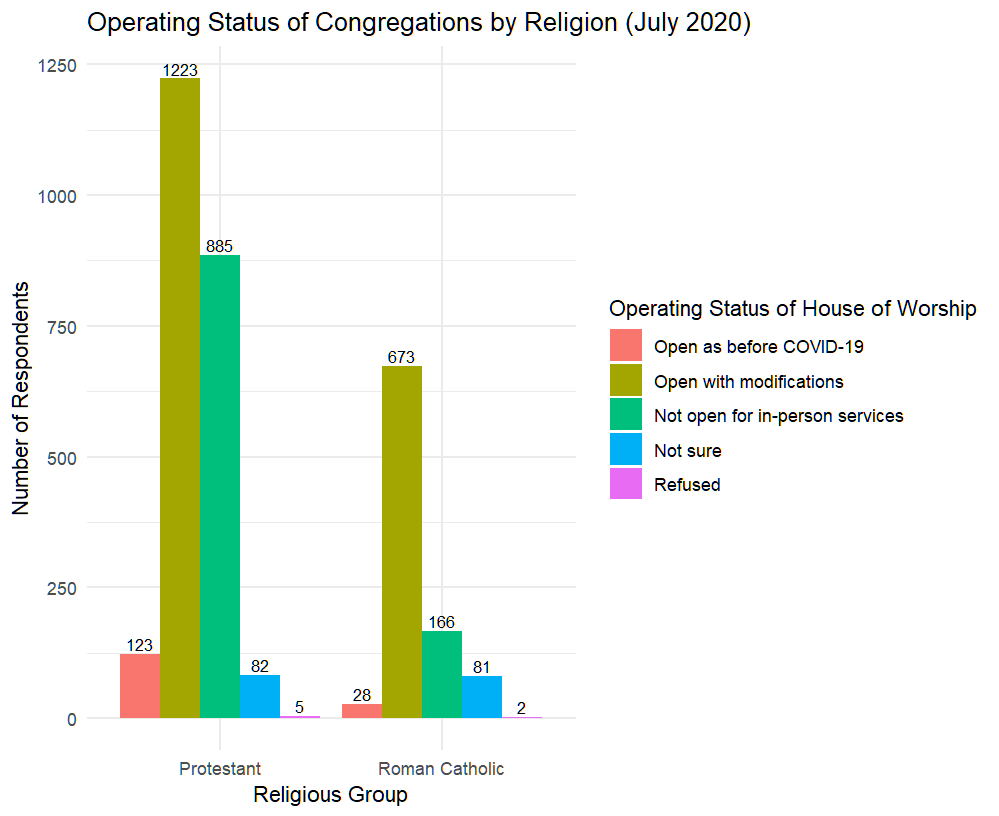 Operating Status of Congregations by Religion (July 2020)
Number of Respondents
1250
1000
750
500
250
0
123
1223
885
82
5
28
673
166
81
2
Protestant
Roman Catholic
Religious Group
Operating Status of House of Worship
Open as before COVID-19
Open with modifications
Not open for in-person services
Not sure
Refused